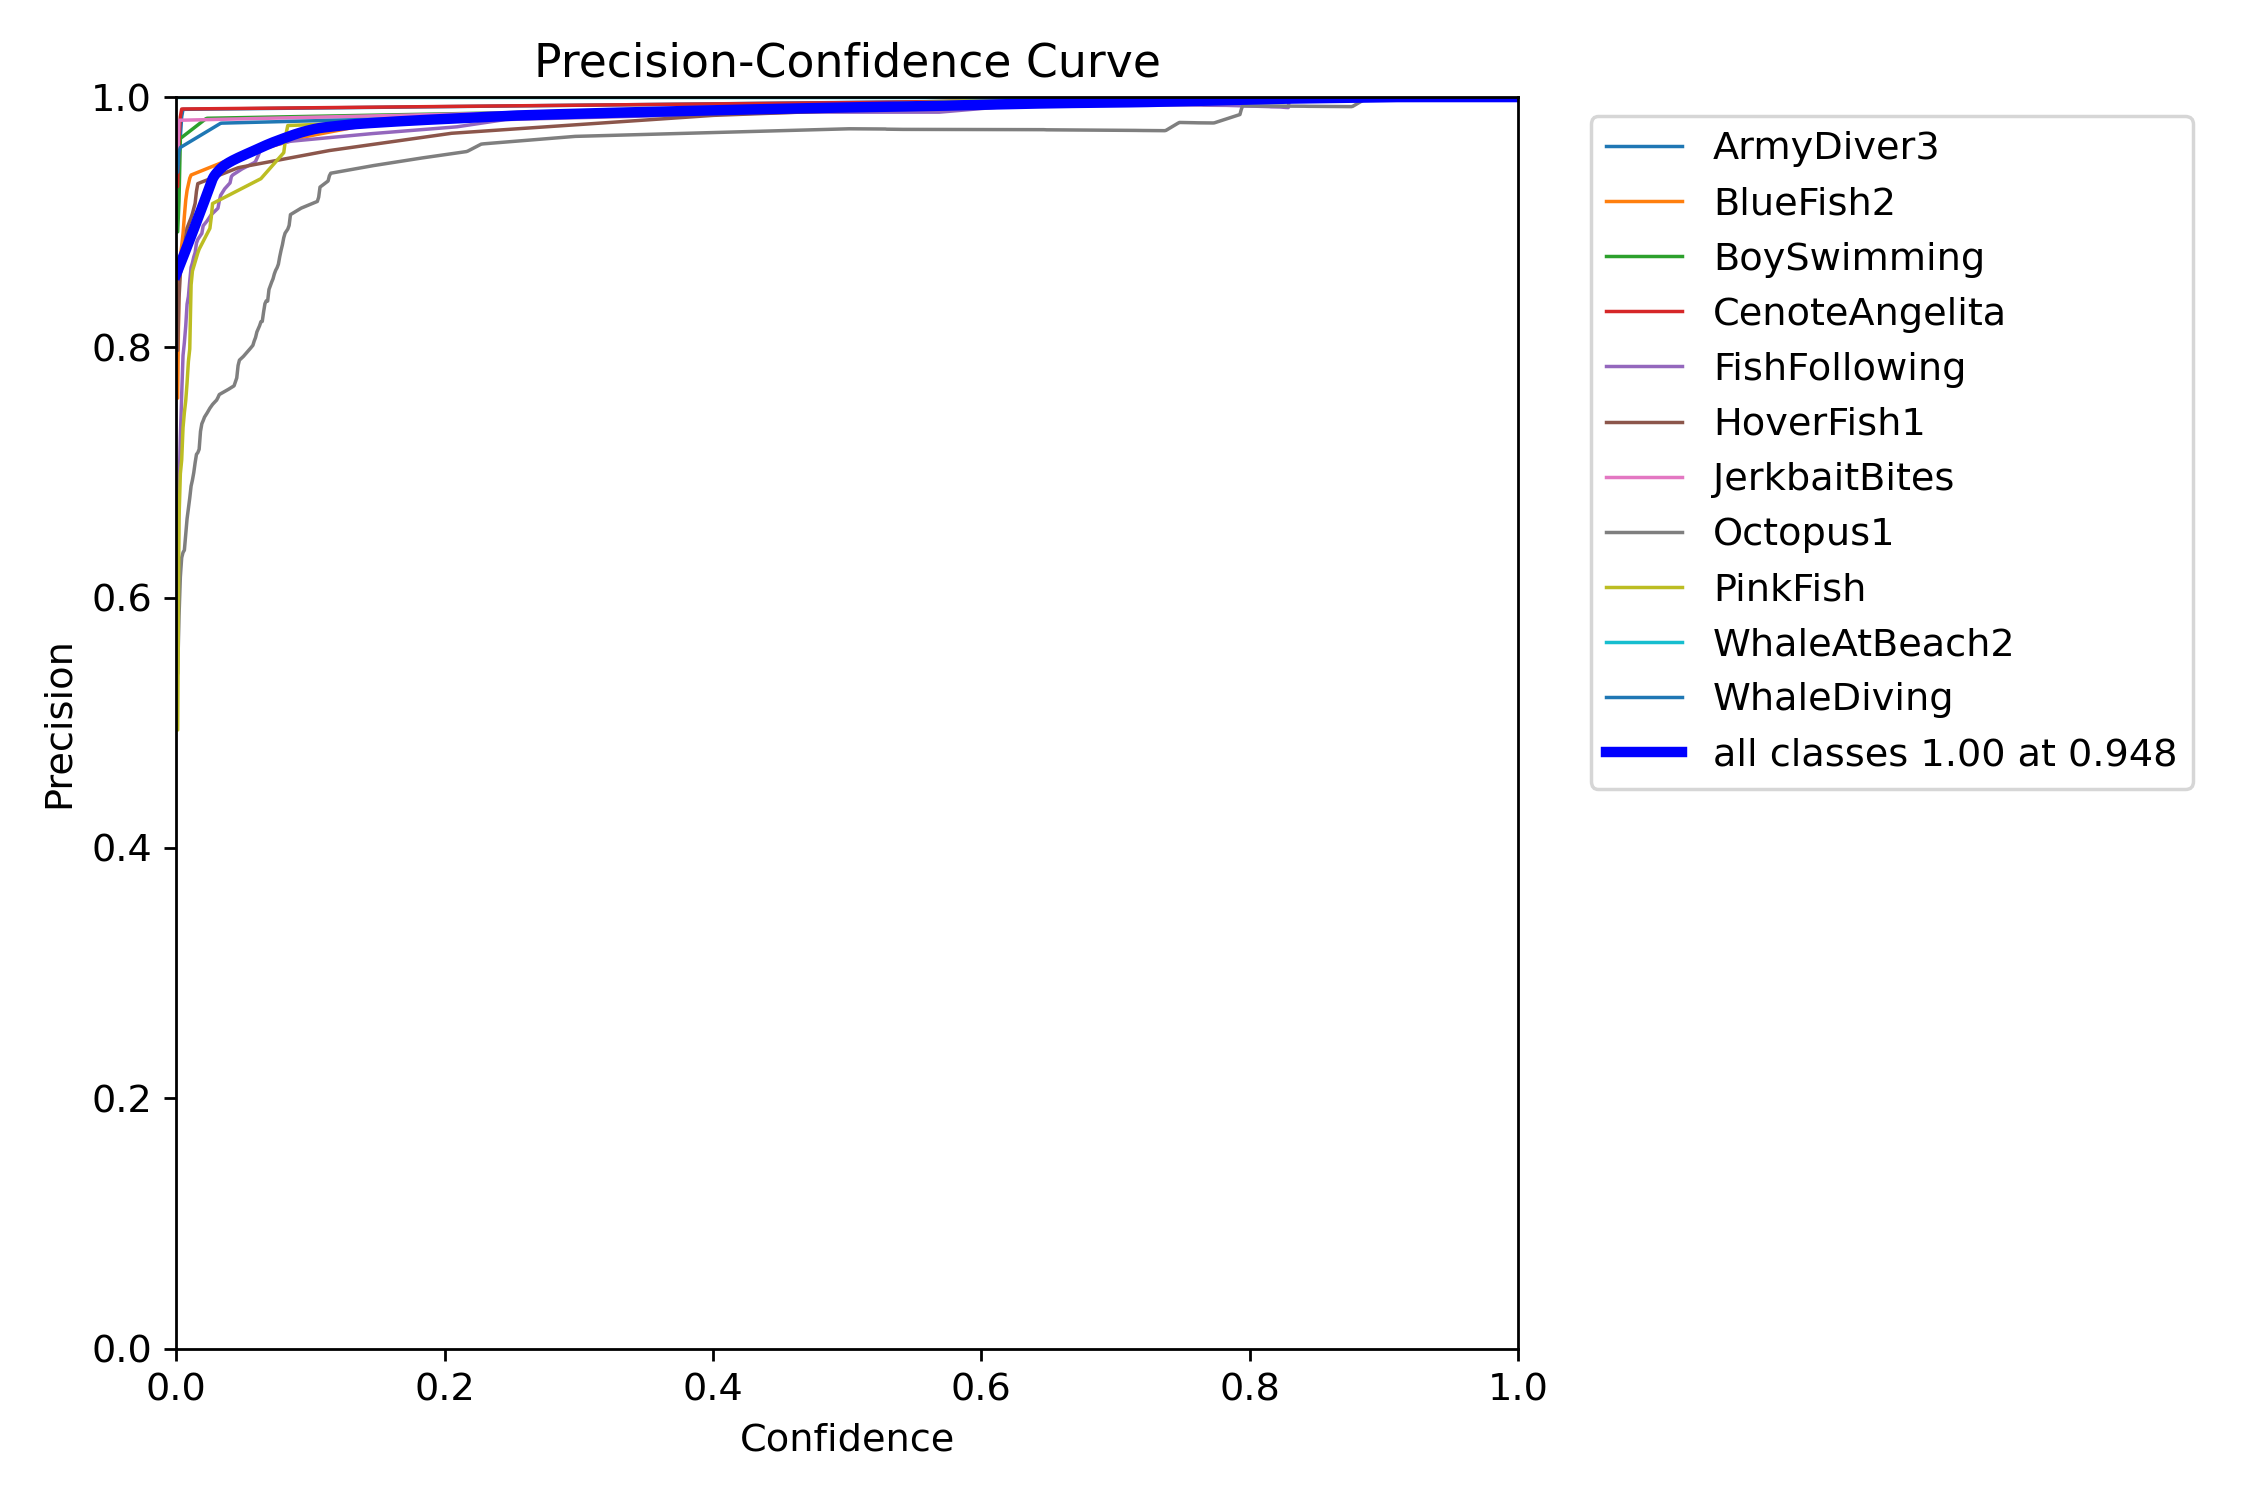 Precision-Confidence Curve
1.0
0.8
0.6
0.4
0.2
0.0
Precision
0.0 0.2 0.4 0.6 0.8 1.0
Confidence
ArmyDiver3
BlueFish2
BoySwimming
CenoteAngelita
FishFollowing
HoverFish1
JerkbaitBites
Octopus1
PinkFish
WhaleAtBeach2
WhaleDiving
all classes 1.00 at 0.948